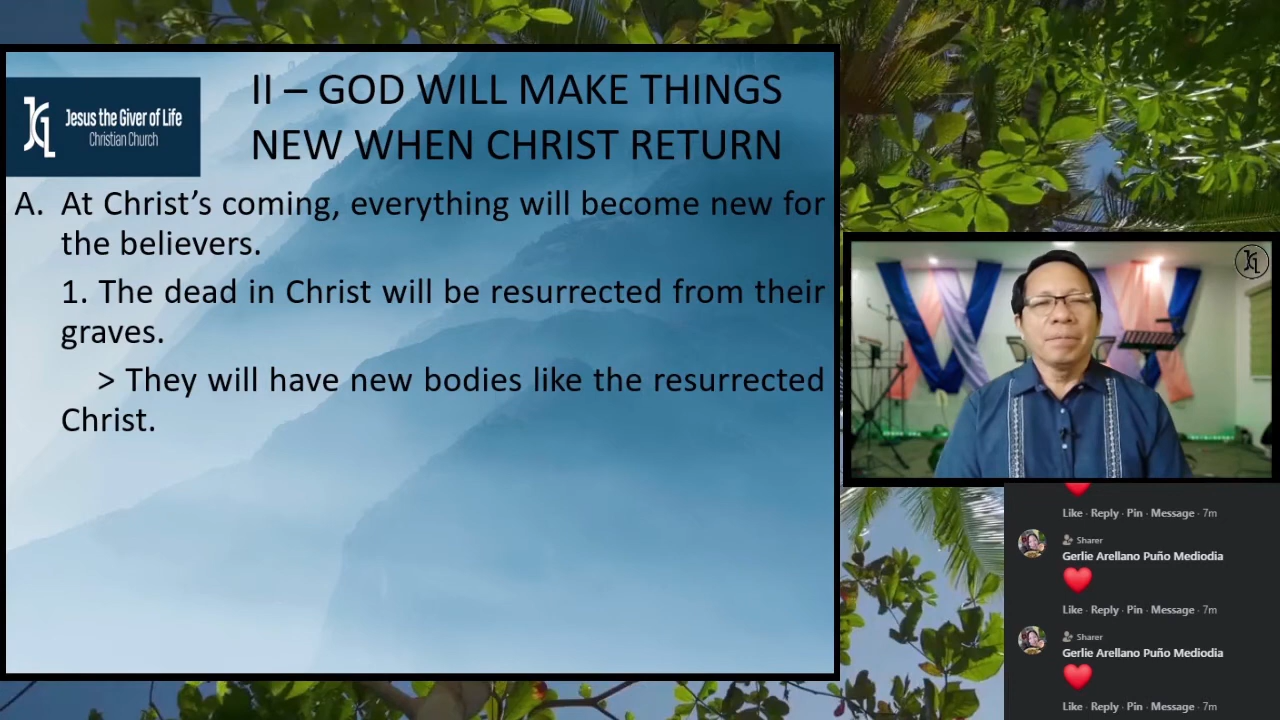 JGL
Jesus the Giver of Life
Christian Church
II – GOD WILL MAKE THINGS
NEW WHEN CHRIST RETURN
A. At Christ’s coming, everything will become new for
the believers.
1. The dead in Christ will be resurrected from their
graves.
> They will have new bodies like the resurrected
Christ.
JGL
Like · Reply · Pin · Message · 7m
Sharer
Gerlie Arellano Puño Mediodia
Like · Reply · Pin · Message · 7m
Sharer
Gerlie Arellano Puño Mediodia
Like · Reply · Pin · Message · 7m